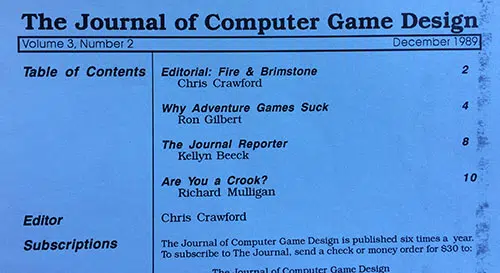 The Journal of Computer Game Design
Volume 3, Number 2 December 1989
Table of Contents Editorial: Fire & Brimstone 2
Chris Crawford
Why Adventure Games Suck 4
Ron Gilbert
The Journal Reporter 8
Kellyn Beeck
Are You a Crook? 10
Richard Mulligan
Editor Chris Crawford
Subscriptions The Journal of Computer Game Design is published six times a year.
To subscribe to The Journal, send a check or money order for $30 to:
The Journal of Computer Game Design